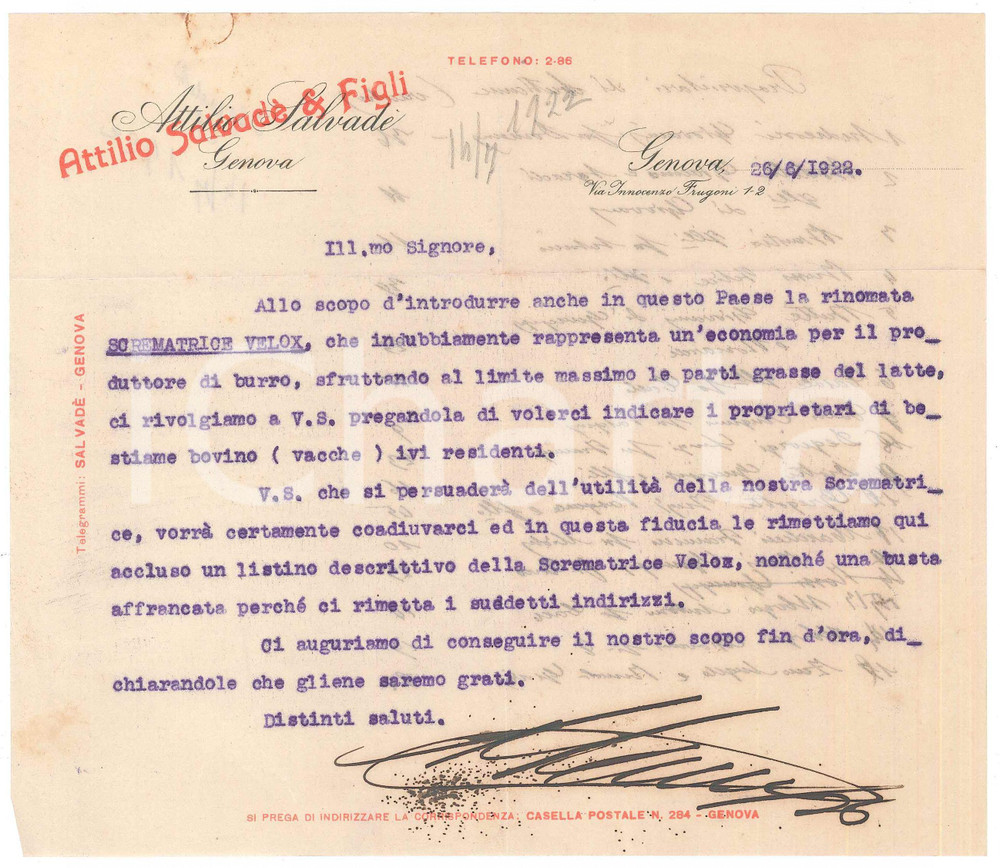 TELEFONO: 2-86
Attilio Salvadè
Attilio Salvadè & Figli
Genova
1922
Genova, 26/6/1922.
Via Innocenzo Frugoni 1-2
Ill.mo Signore,
Allo scopo d'introdurre anche in questo Paese la rinomata
SCREMATRICE VELOX, che indubbiamente rappresenta un'economia per il pro_
duttore di burro, sfruttando al limite massimo le parti grasse del latte,
ci rivolgiamo a V.S. pregandola di volerci indicare i proprietari di be_
stiame bovino ( vacche ) ivi residenti.
V.S. che si persuaderà dell'utilità della nostra Scrematri_
ce, vorrà certamente coadiuvarci ed in questa fiducia le rimettiamo qui
accluso un listino descrittivo della Scrematrice Velox, nonché una busta
affrancata perché ci rimetta i suddetti indirizzi.
Ci auguriamo di conseguire il nostro scopo fin d'ora, di_
chiarandole che gliene saremo grati.
Distinti saluti.
SI PREGA DI INDIRIZZARE LA CORRISPONDENZA: CASELLA POSTALE N. 284 - GENOVA
Telegrammi: SALVADÈ - GENOVA
iCharta